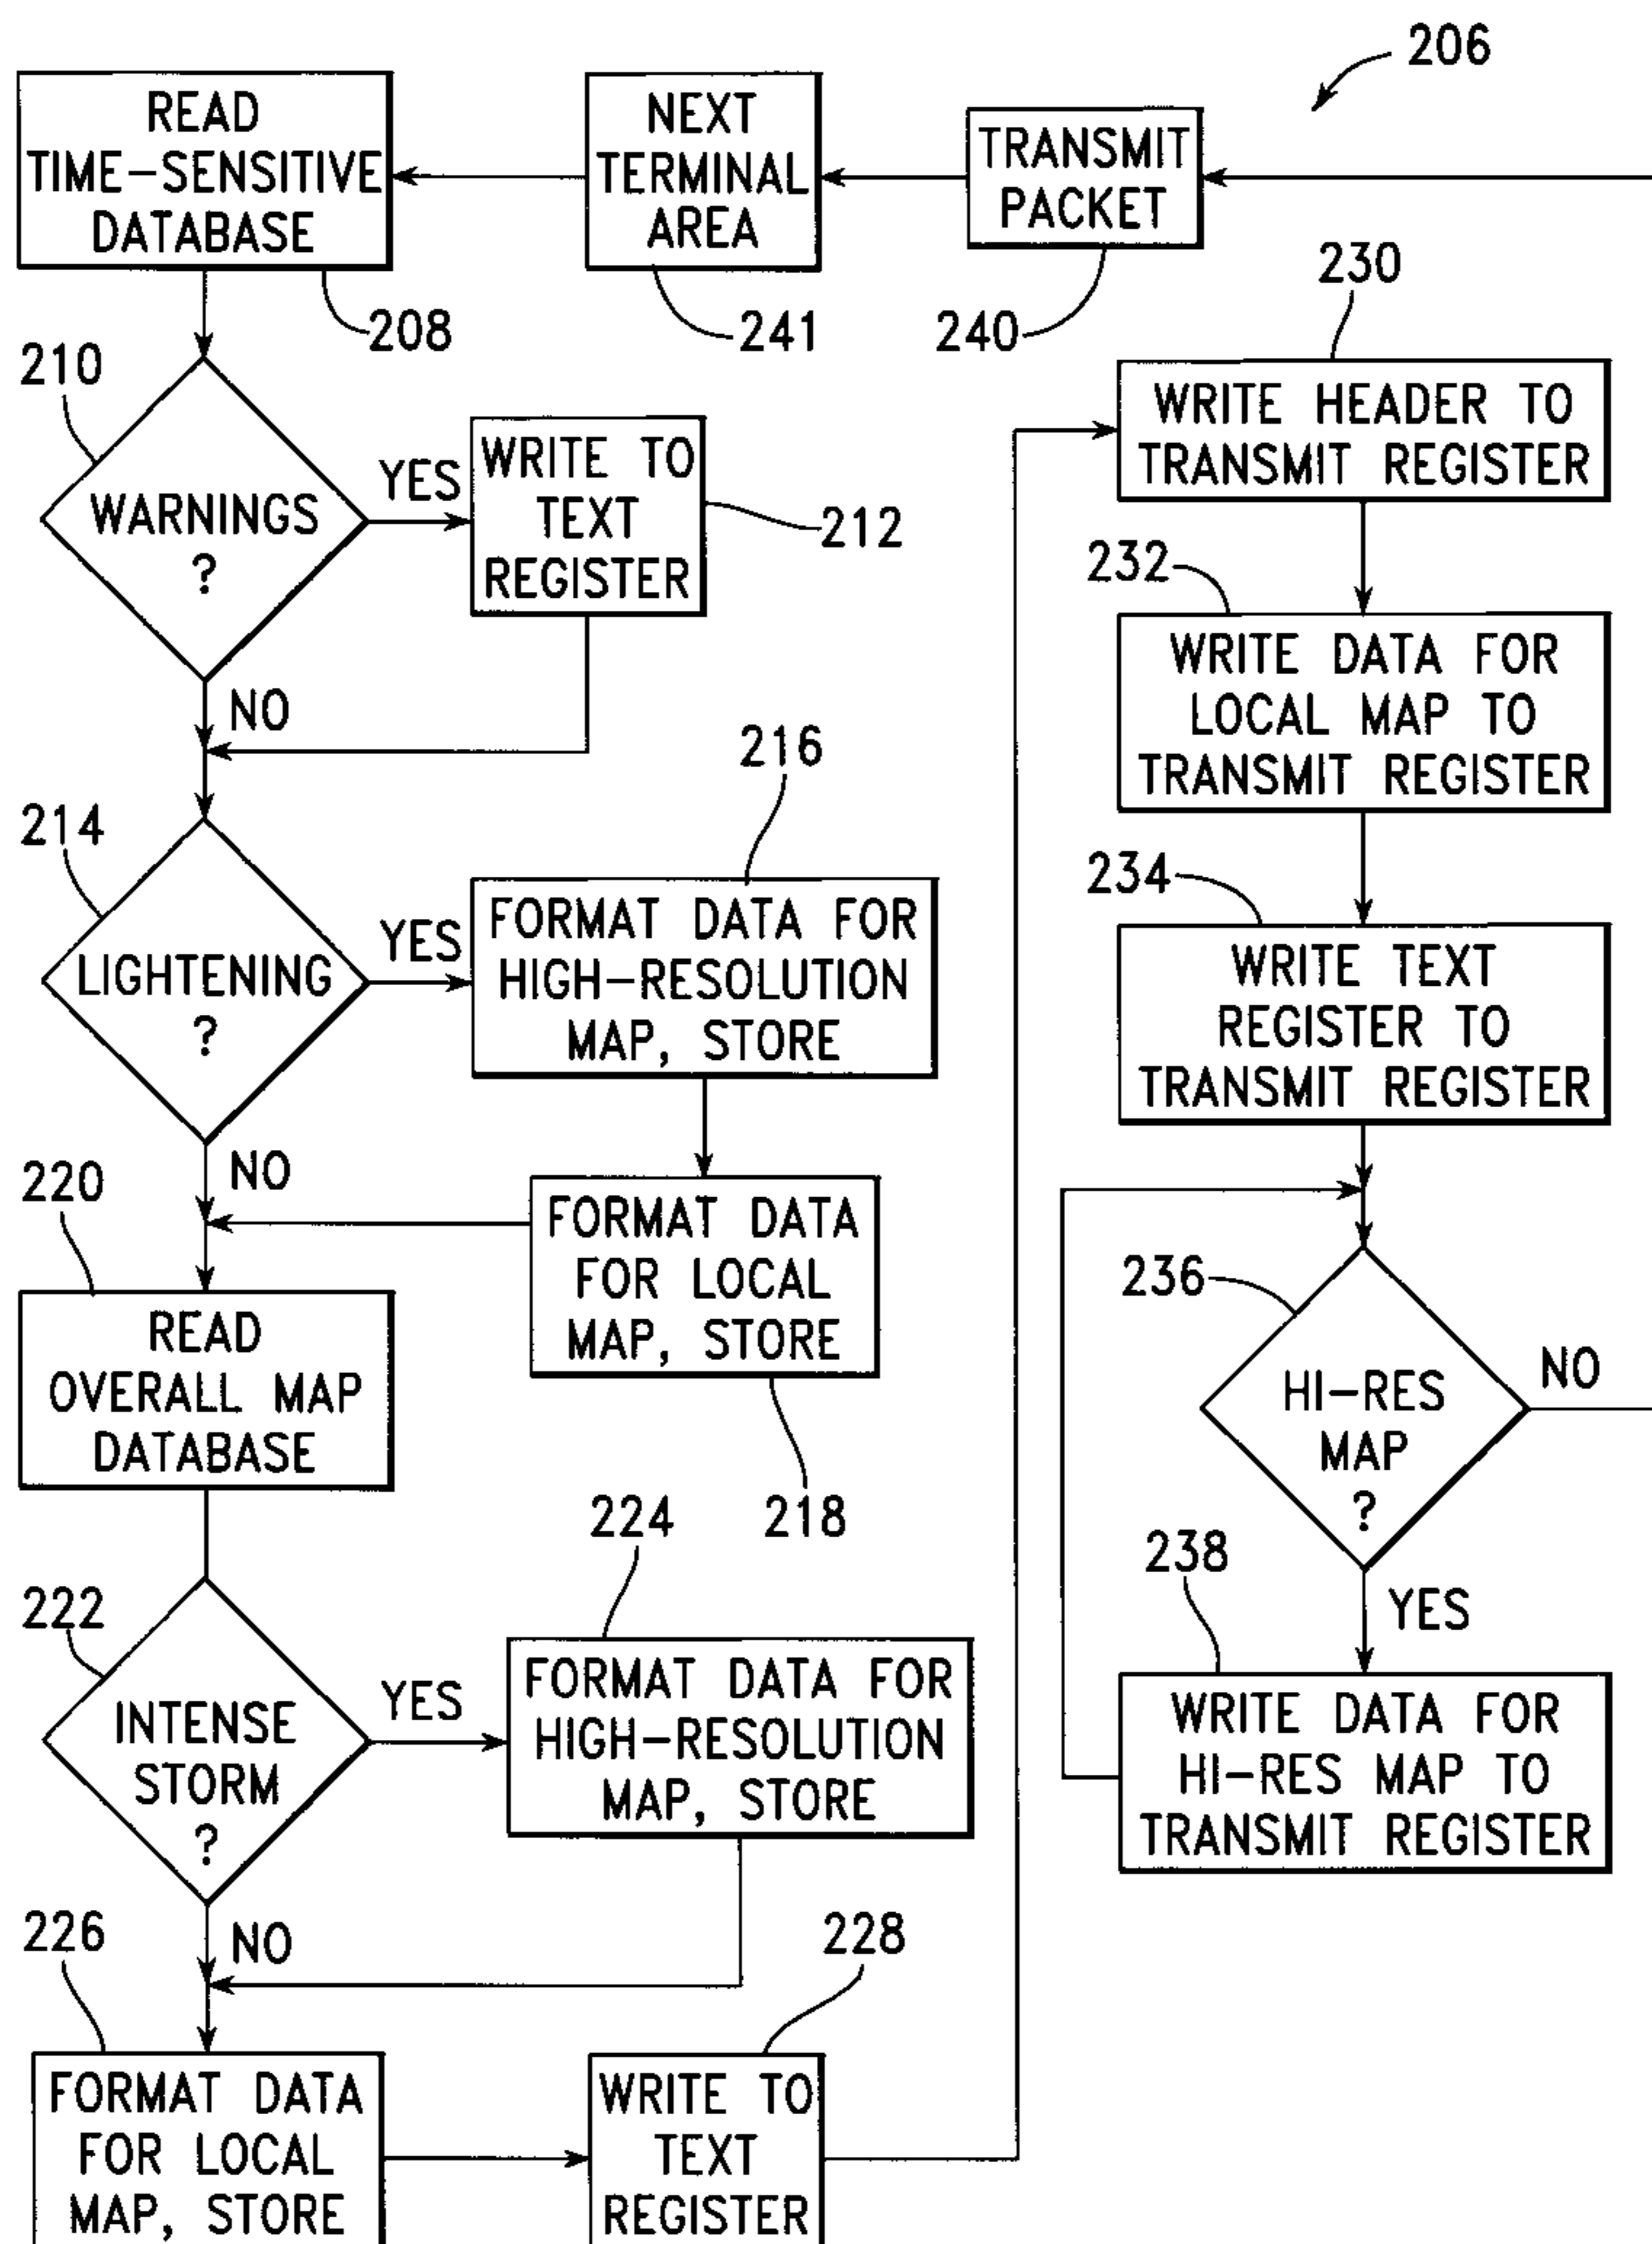 206
READ
TIME-SENSITIVE
DATABASE
208
NEXT
TERMINAL
AREA
241
TRANSMIT
PACKET
240
210
WARNINGS
?
YES
NO
WRITE TO
TEXT
REGISTER
212
214
LIGHTENING
?
YES
NO
216
FORMAT DATA FOR
HIGH-RESOLUTION
MAP, STORE
FORMAT DATA
FOR LOCAL
MAP, STORE
218
220
READ
OVERALL MAP
DATABASE
222
INTENSE
STORM
?
YES
NO
224
FORMAT DATA FOR
HIGH-RESOLUTION
MAP, STORE
226
FORMAT DATA
FOR LOCAL
MAP, STORE
228
WRITE TO
TEXT
REGISTER
230
WRITE HEADER TO
TRANSMIT REGISTER
232
WRITE DATA FOR
LOCAL MAP TO
TRANSMIT REGISTER
234
WRITE TEXT
REGISTER TO
TRANSMIT REGISTER
236
HI-RES
MAP
?
NO
YES
238
WRITE DATA FOR
HI-RES MAP TO
TRANSMIT REGISTER